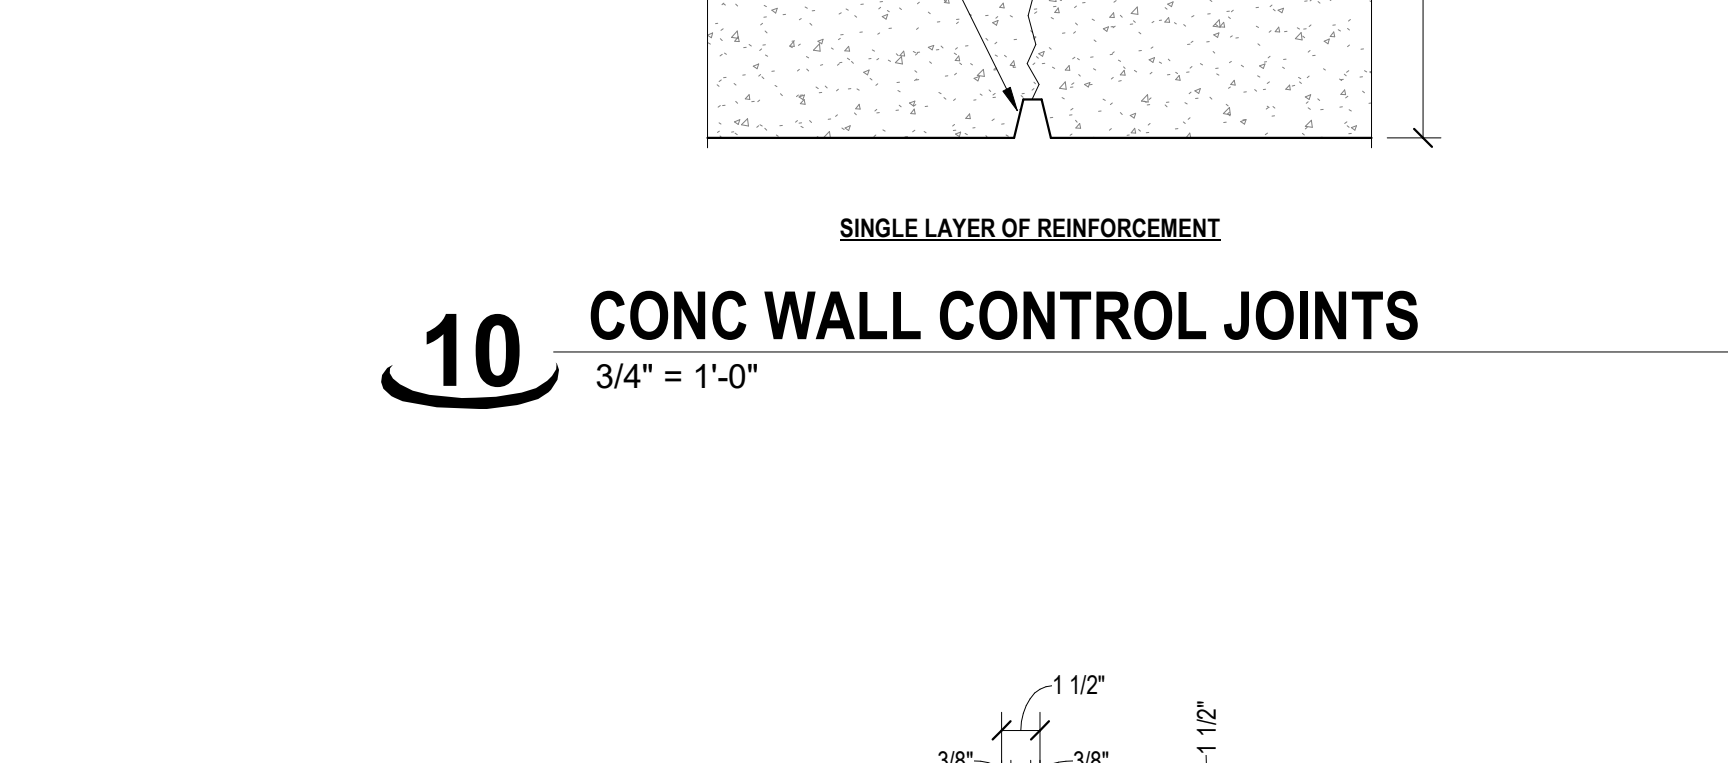 SINGLE LAYER OF REINFORCEMENT
10
CONC WALL CONTROL JOINTS
3/4" = 1'-0"
1 1/2"
1 1/2"
3/8"
3/8"